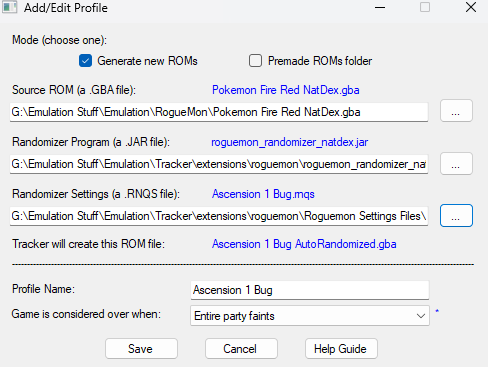 Add/Edit Profile
Mode (choose one):
Generate new ROMs Premade ROMs folder
Source ROM (a .GBA file): Pokemon Fire Red NatDex.gba
G:\Emulation Stuff\Emulation\RogueMon\Pokemon Fire Red NatDex.gba ...
Randomizer Program (a .JAR file): roguemon_randomizer_natdex.jar
G:\Emulation Stuff\Emulation\Tracker\extensions\roguemon\roguemon_randomizer_nat ...
Randomizer Settings (a .RNQS file): Ascension 1 Bug.rnqs
G:\Emulation Stuff\Emulation\Tracker\extensions\roguemon\Roguemon Settings Files\ ...
Tracker will create this ROM file: Ascension 1 Bug AutoRandomized.gba
Profile Name: Ascension 1 Bug
Game is considered over when: Entire party faints *
Save Cancel Help Guide